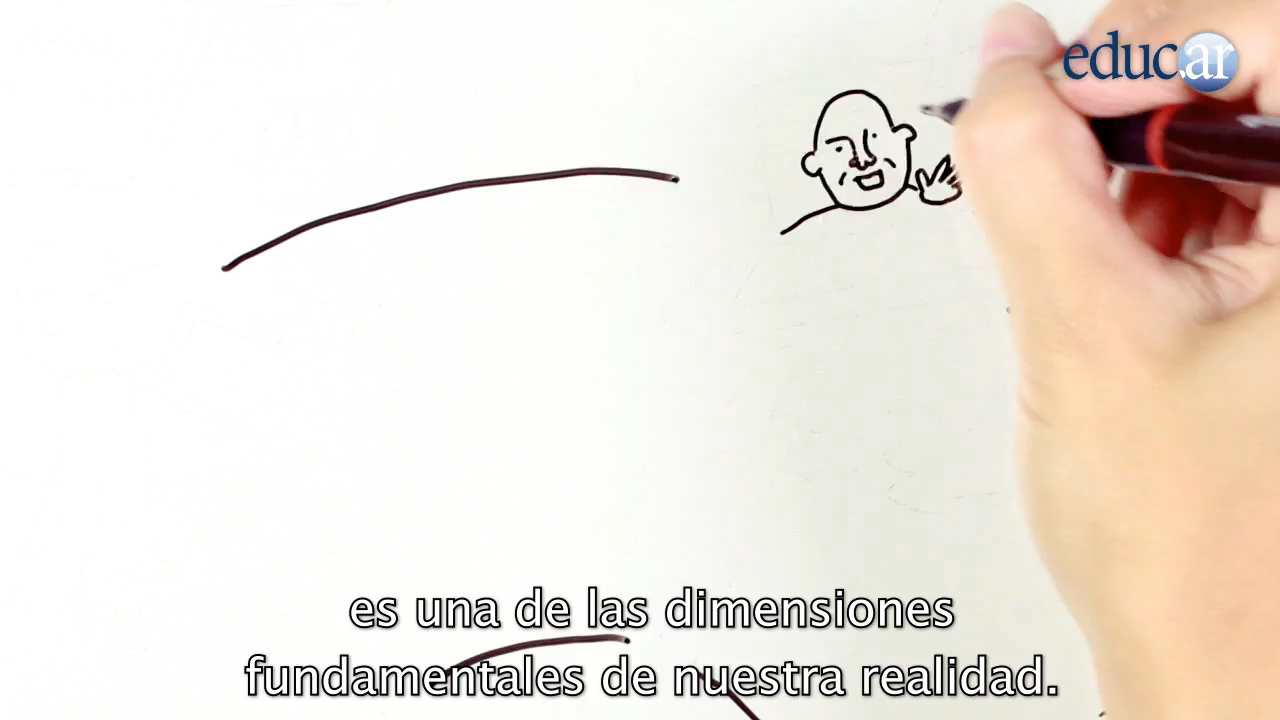 educ.ar
es una de las dimensiones
fundamentales de nuestra realidad.